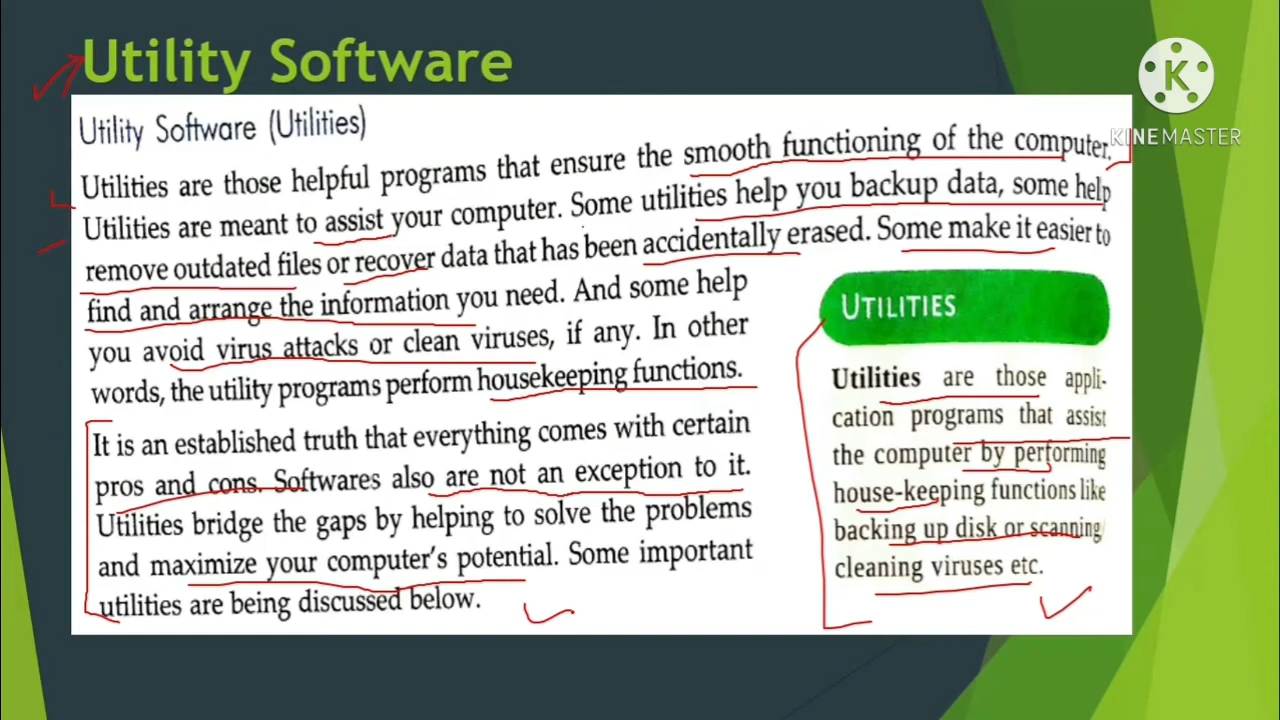 Utility Software
K
KINEMASTER
Utility Software (Utilities)
Utilities are those helpful programs that ensure the smooth functioning of the computer.
Utilities are meant to assist your computer. Some utilities help you backup data, some help
remove outdated files or recover data that has been accidentally erased. Some make it easier to
find and arrange the information you need. And some help
you avoid virus attacks or clean viruses, if any. In other
words, the utility programs perform housekeeping functions.
It is an established truth that everything comes with certain
pros and cons. Softwares also are not an exception to it.
Utilities bridge the gaps by helping to solve the problems
and maximize your computer's potential. Some important
utilities are being discussed below.
UTILITIES
Utilities are those appli-
cation programs that assist
the computer by performing
house-keeping functions like
backing up disk or scanning/
cleaning viruses etc.